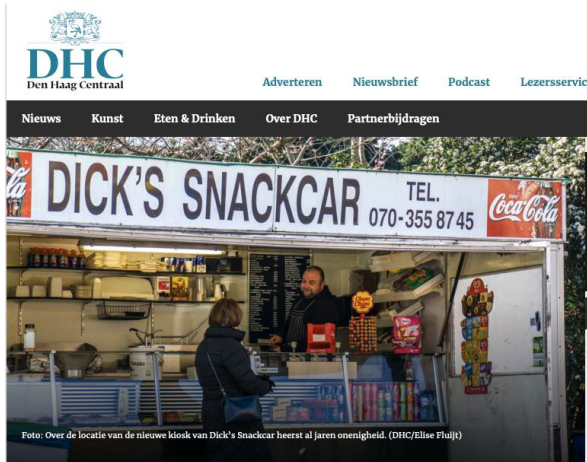 DHC
Den Haag Centraal
Adverteren Nieuwsbrief Podcast Lezersservic
Nieuws Kunst Eten & Drinken Over DHC Partnerbijdragen
DICK'S SNACKCAR
TEL.
070-355 87 45
Coca-Cola
Chupa Chups
Foto: Over de locatie van de nieuwe kiosk van Dick's Snackcar heerst al jaren onenigheid. (DHC/Elise Fluijt)